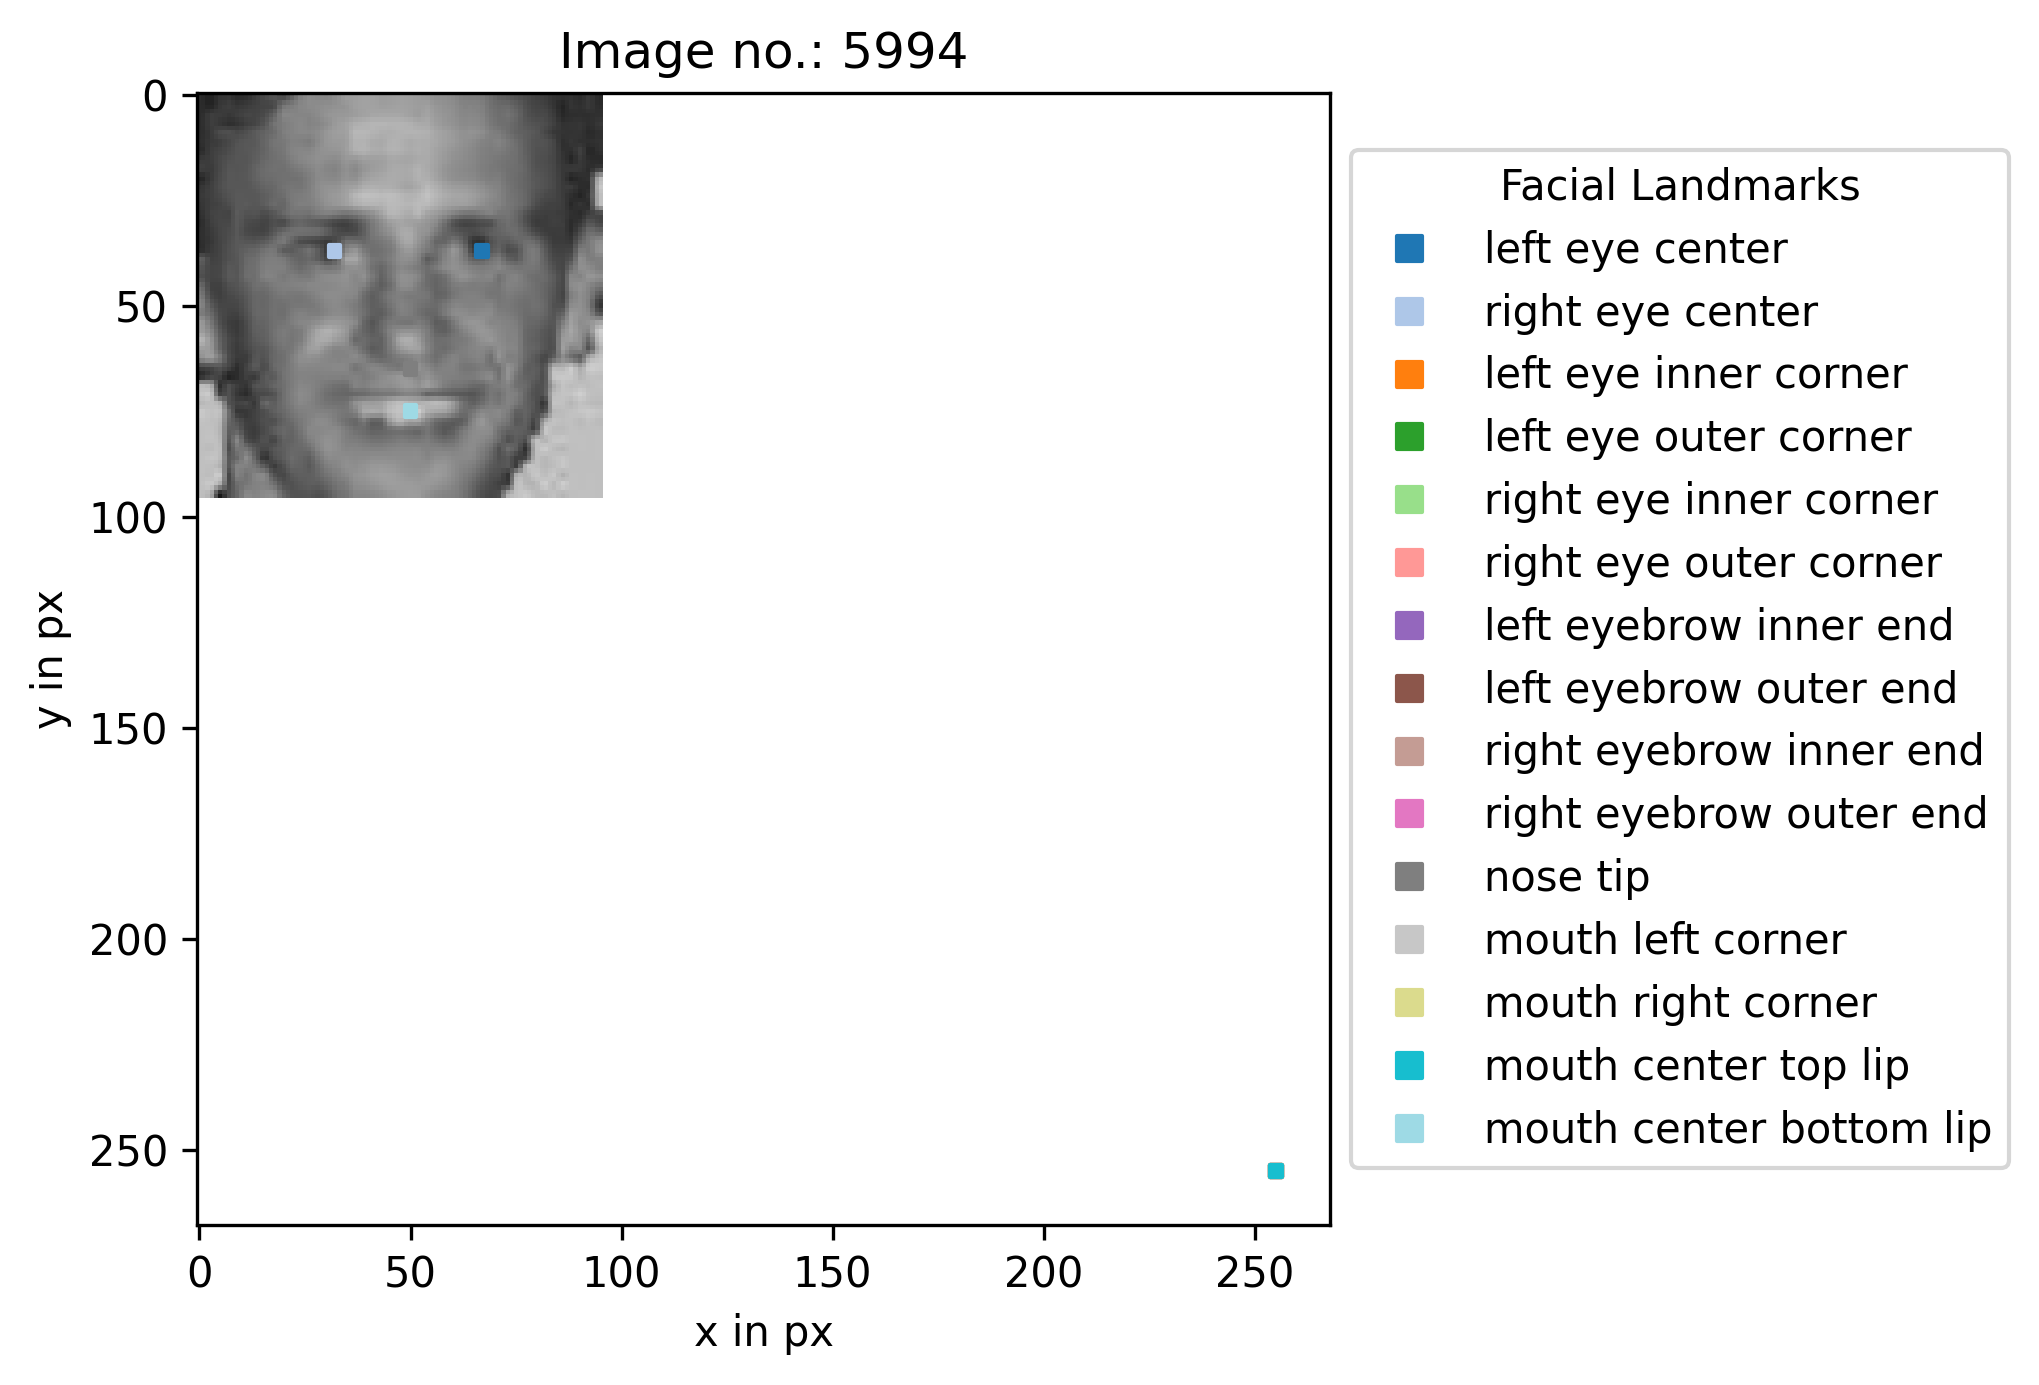 Image no.: 5994
0
50
100
150
200
250
y in px
0 50 100 150 200 250
x in px
Facial Landmarks
left eye center
right eye center
left eye inner corner
left eye outer corner
right eye inner corner
right eye outer corner
left eyebrow inner end
left eyebrow outer end
right eyebrow inner end
right eyebrow outer end
nose tip
mouth left corner
mouth right corner
mouth center top lip
mouth center bottom lip